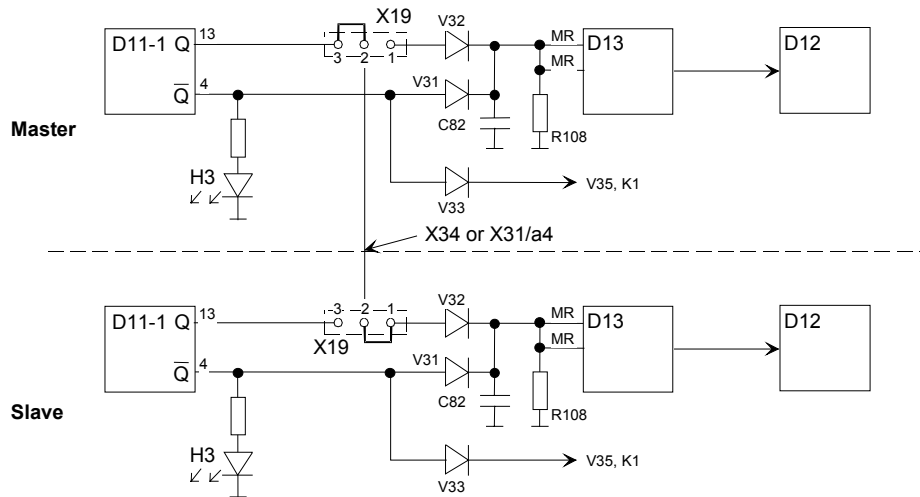 X19
V32
D11-1 Q 13
3 2 1
MR
D13
D12
MR
Q 4
V31
C82
R108
Master
H3
V33
V35, K1
X34 or X31/a4
3 2 1
V32
D11-1 Q 13
MR
D13
D12
X19
MR
Q 4
V31
C82
R108
Slave
H3
V33
V35, K1